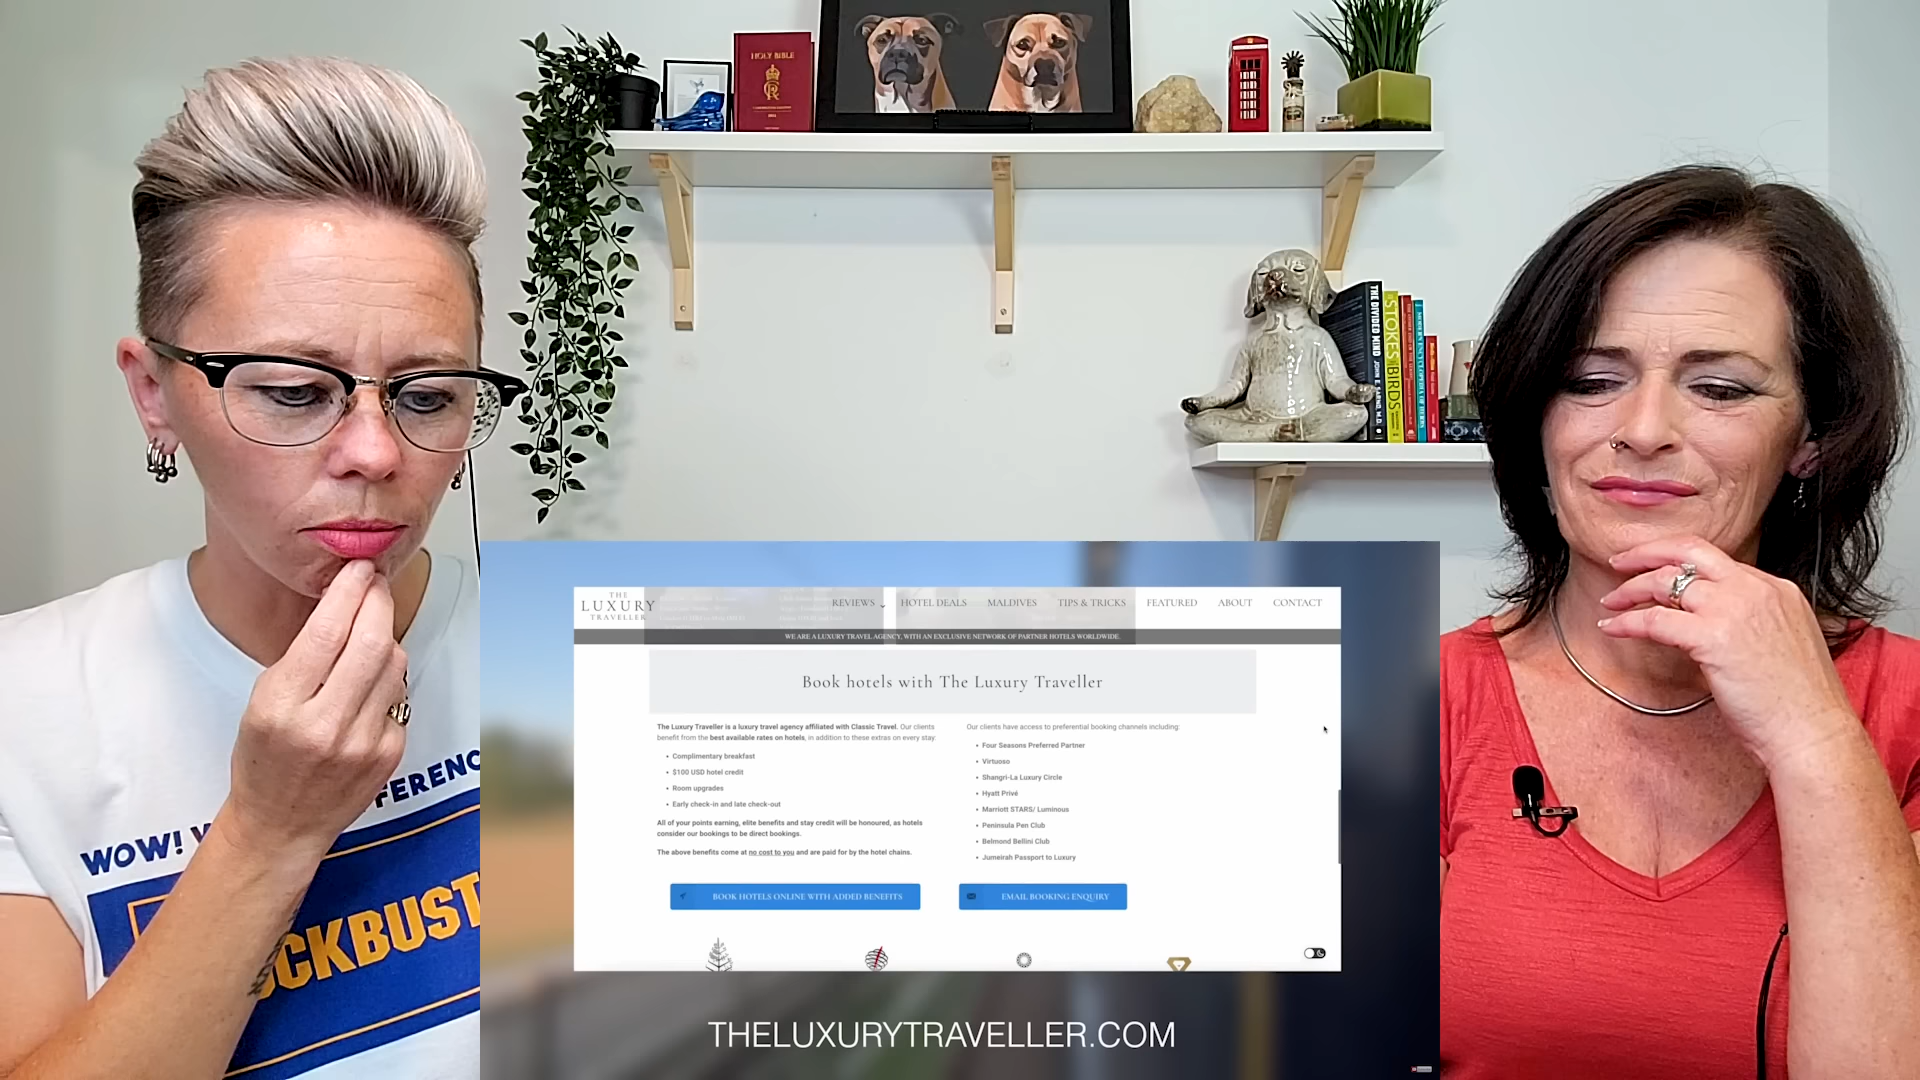 HOLY BIBLE
THE DIVIDED MIND JOHN E. SARNO, M.D.
STOKES BIRDS
WOW! W
FERENC
OCKBUST
THE
LUXURY
TRAVELLER
REVIEWS
HOTEL DEALS
MALDIVES
TIPS & TRICKS
FEATURED
ABOUT
CONTACT
WE ARE A LUXURY TRAVEL AGENCY, WITH AN EXCLUSIVE NETWORK OF PARTNER HOTELS WORLDWIDE.
Book hotels with The Luxury Traveller
The Luxury Traveller is a luxury travel agency affiliated with Classic Travel. Our clients
benefit from the best available rates on hotels, in addition to these extras on every stay:
Complimentary breakfast
$100 USD hotel credit
Room upgrades
Early check-in and late check-out
All of your points earning, elite benefits and stay credit will be honoured, as hotels
consider our bookings to be direct bookings.
The above benefits come at no cost to you and are paid for by the hotel chains.
Our clients have access to preferential booking channels including:
Four Seasons Preferred Partner
Virtuoso
Shangri-La Luxury Circle
Hyatt Privé
Marriott STARS/ Luminous
Peninsula Pen Club
Belmond Bellini Club
Jumeirah Passport to Luxury
BOOK HOTELS ONLINE WITH ADDED BENEFITS
EMAIL BOOKING ENQUIRY
THELUXURYTRAVELLER.COM